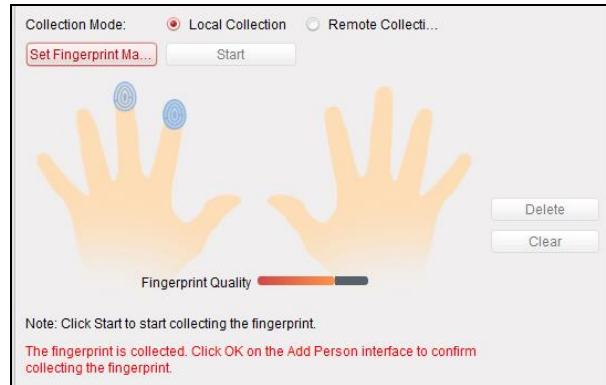 Collection Mode: Local Collection Remote Collecti...
Set Fingerprint Ma... Start
Delete
Clear
Fingerprint Quality
Note: Click Start to start collecting the fingerprint.
The fingerprint is collected. Click OK on the Add Person interface to confirm
collecting the fingerprint.